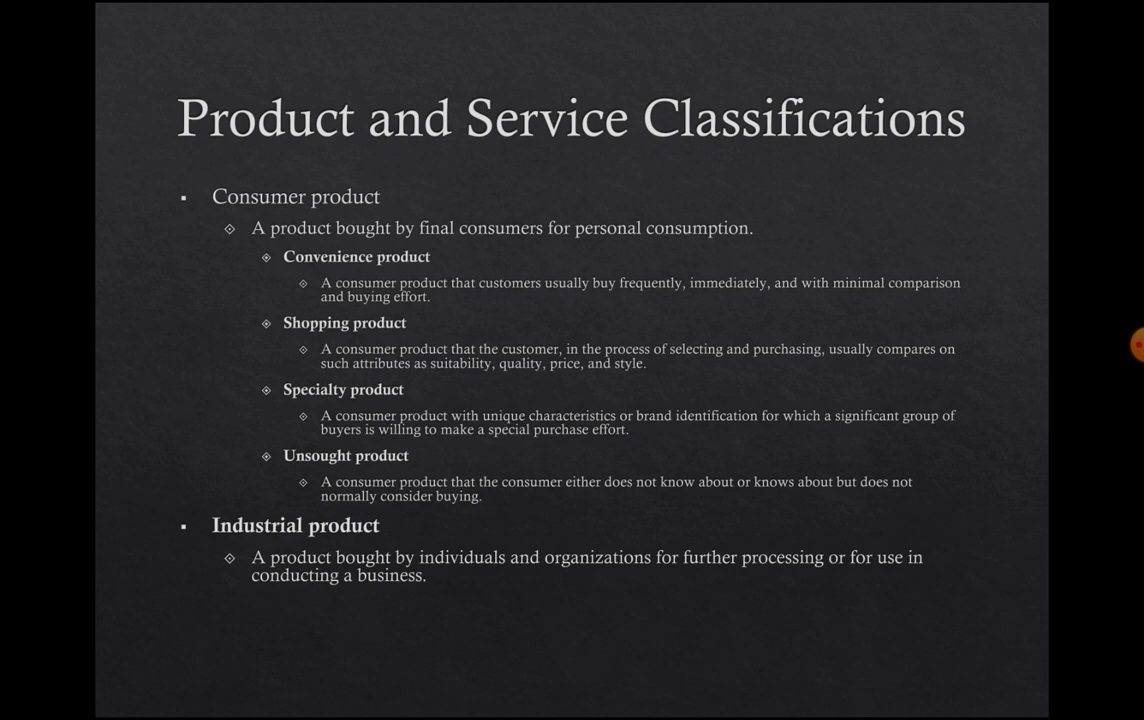 Product and Service Classifications
Consumer product
A product bought by final consumers for personal consumption.
Convenience product
A consumer product that customers usually buy frequently, immediately, and with minimal comparison
and buying effort.
Shopping product
A consumer product that the customer, in the process of selecting and purchasing, usually compares on
such attributes as suitability, quality, price, and style.
Specialty product
A consumer product with unique characteristics or brand identification for which a significant group of
buyers is willing to make a special purchase effort.
Unsought product
A consumer product that the consumer either does not know about or knows about but does not
normally consider buying.
Industrial product
A product bought by individuals and organizations for further processing or for use in
conducting a business.